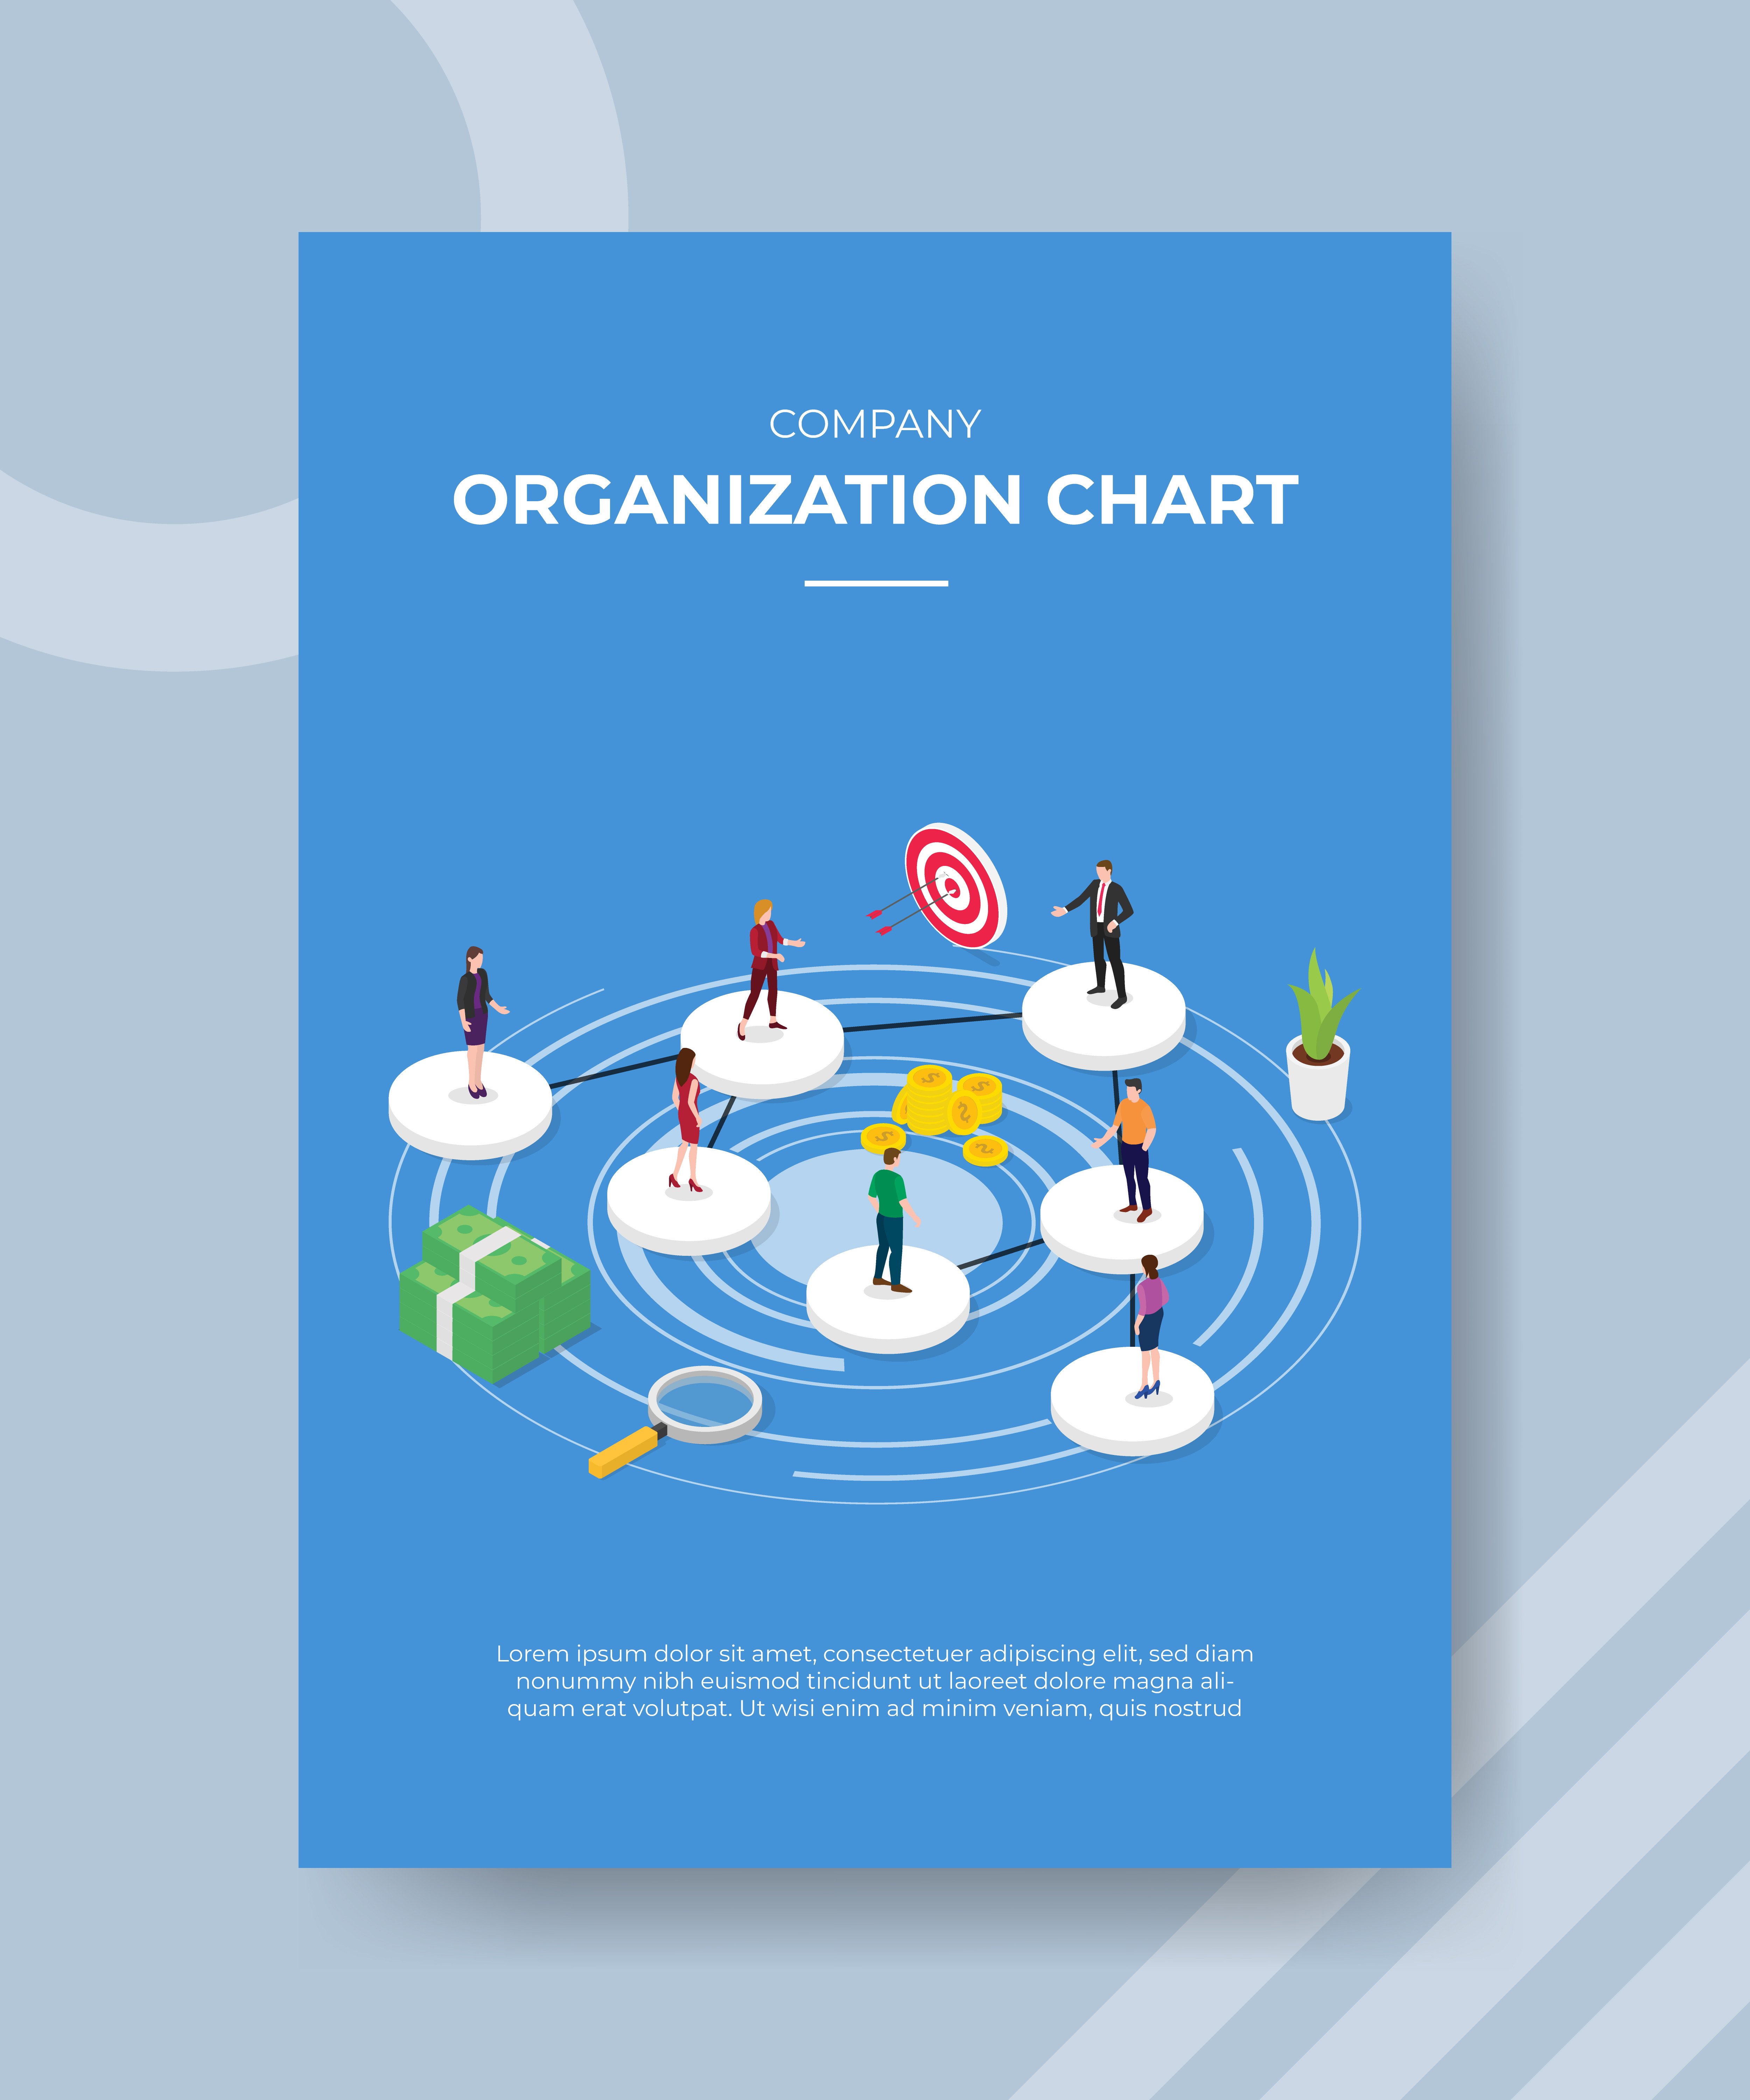 COMPANY
ORGANIZATION CHART
Lorem ipsum dolor sit amet, consectetuer adipiscing elit, sed diam
nonummy nibh euismod tincidunt ut laoreet dolore magna ali-
quam erat volutpat. Ut wisi enim ad minim veniam, quis nostrud